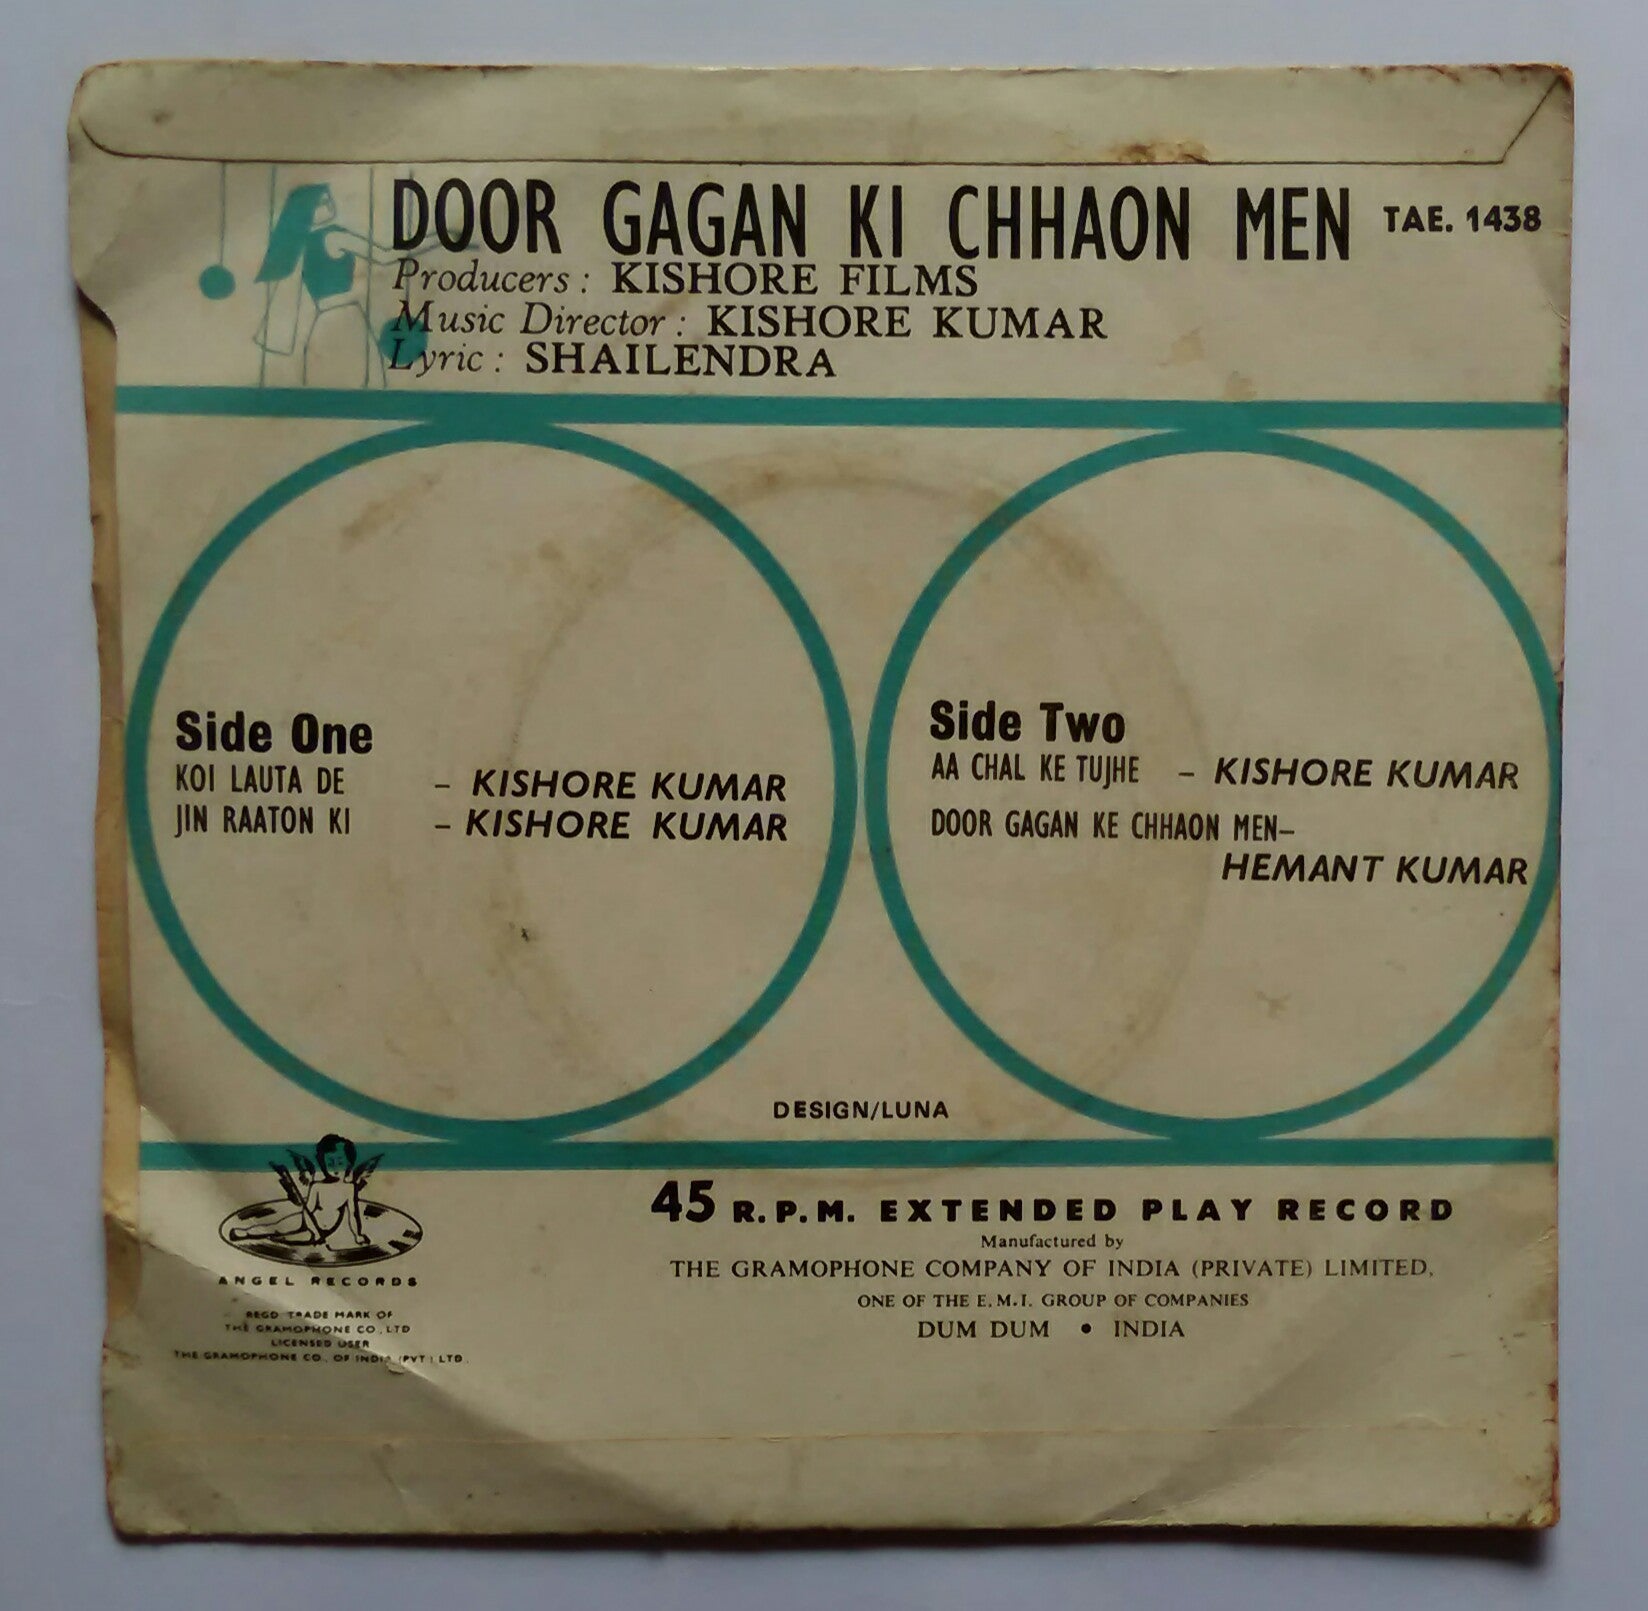 DOOR GAGAN KI CHHAON MEN TAE. 1438
Producers : KISHORE FILMS
Music Director : KISHORE KUMAR
Lyric : SHAILENDRA
Side One
KOI LAUTA DE – KISHORE KUMAR
JIN RAATON KI – KISHORE KUMAR
Side Two
AA CHAL KE TUJHE – KISHORE KUMAR
DOOR GAGAN KE CHHAON MEN–
HEMANT KUMAR
DESIGN/LUNA
ANGEL RECORDS
REGD TRADE MARK OF
THE GRAMOPHONE CO., LTD
LICENSED USER
THE GRAMOPHONE CO., OF INDIA (PVT) LTD.
45 R.P.M. EXTENDED PLAY RECORD
Manufactured by
THE GRAMOPHONE COMPANY OF INDIA (PRIVATE) LIMITED,
ONE OF THE E.M.I. GROUP OF COMPANIES
DUM DUM • INDIA